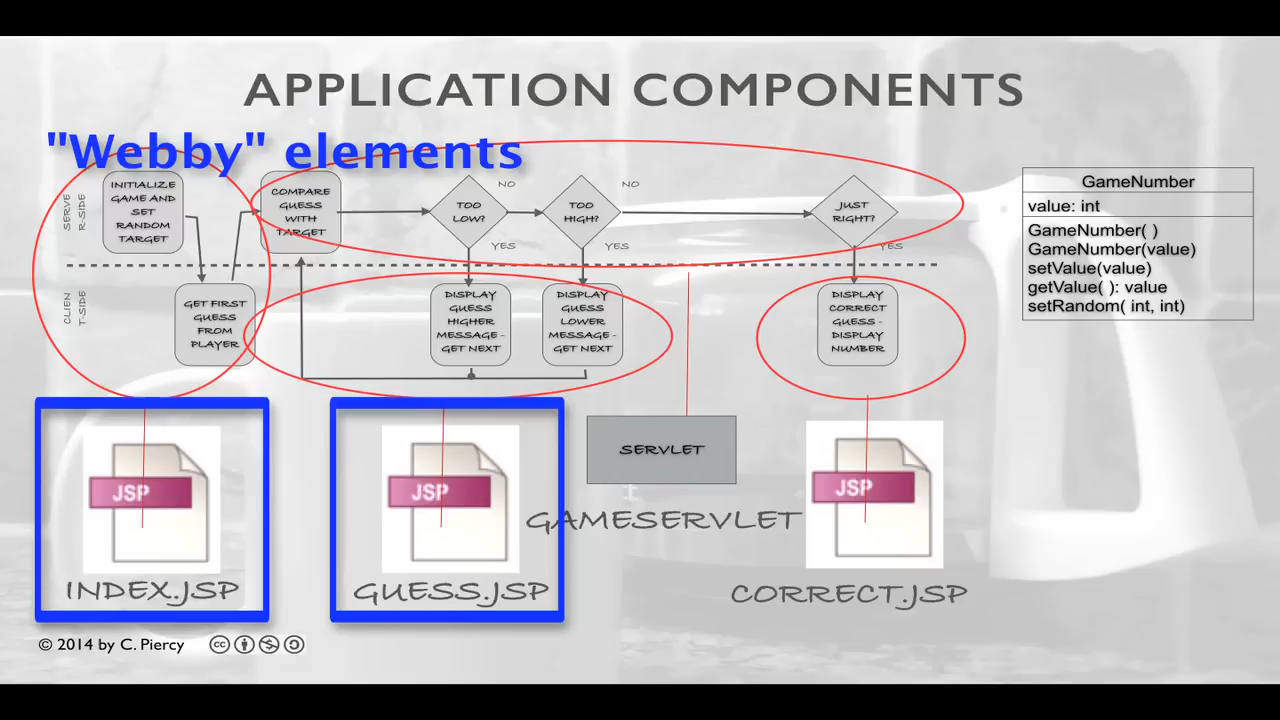 APPLICATION COMPONENTS
"Webby" elements
SERVE
R-SIDE
CLIEN
T-SIDE
INITIALIZE
GAME AND
SET
RANDOM
TARGET
COMPARE
GUESS
WITH
TARGET
TOO
LOW?
NO
YES
TOO
HIGH?
NO
YES
JUST
RIGHT?
YES
GET FIRST
GUESS
FROM
PLAYER
DISPLAY
GUESS
HIGHER
MESSAGE -
GET NEXT
DISPLAY
GUESS
LOWER
MESSAGE -
GET NEXT
DISPLAY
CORRECT
GUESS -
DISPLAY
NUMBER
GameNumber
value: int
GameNumber( )
GameNumber(value)
setValue(value)
getValue( ): value
setRandom( int, int)
JSP
INDEX.JSP
JSP
GUESS.JSP
SERVLET
GAMESERVLET
JSP
CORRECT.JSP
© 2014 by C. Piercy
cc